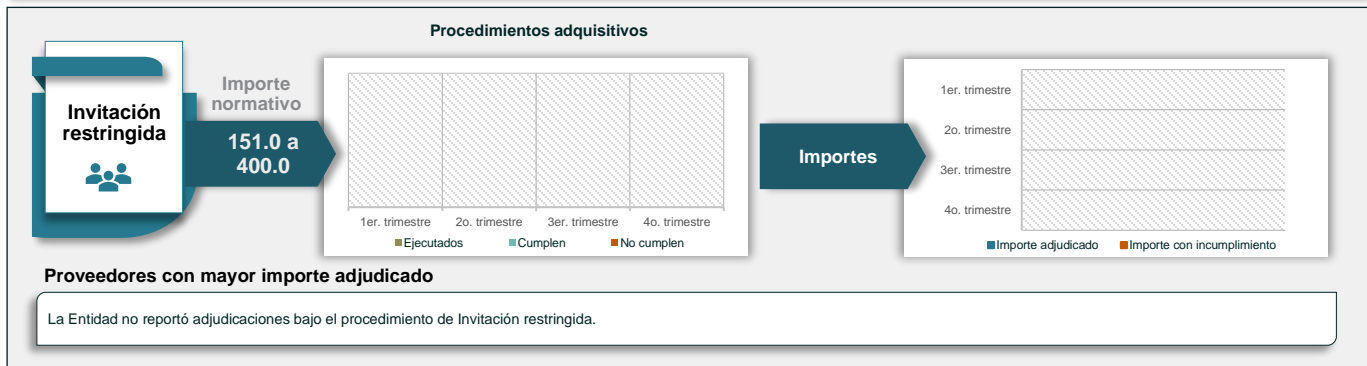 Procedimientos adquisitivos
Invitación
restringida
Importe
normativo
151.0 a
400.0
1er. trimestre 2o. trimestre 3er. trimestre 4o. trimestre
Ejecutados Cumplen No cumplen
Importes
1er. trimestre
2o. trimestre
3er. trimestre
4o. trimestre
Importe adjudicado Importe con incumplimiento
Proveedores con mayor importe adjudicado
La Entidad no reportó adjudicaciones bajo el procedimiento de Invitación restringida.